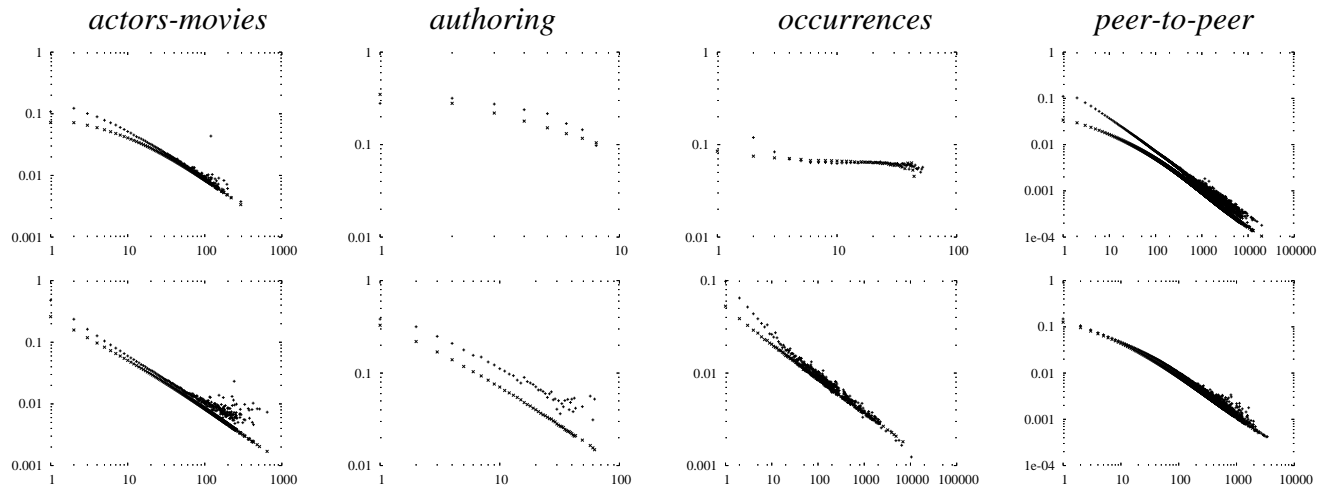 actors-movies authoring occurrences peer-to-peer
1 1 1 1
0.1 0.1
0.1 0.1 0.01
0.01 0.001
0.001 0.01 0.01 1e-04
1 10 100 1000 1 10 1 10 100 1 10 100 1000 10000 100000
1 1 0.1 1
0.1 0.1
0.1 0.01 0.01
0.01 0.001
0.001 0.01 0.001 1e-04
1 10 100 1000 1 10 100 1 10 100 1000 10000 100000 1 10 100 1000 10000